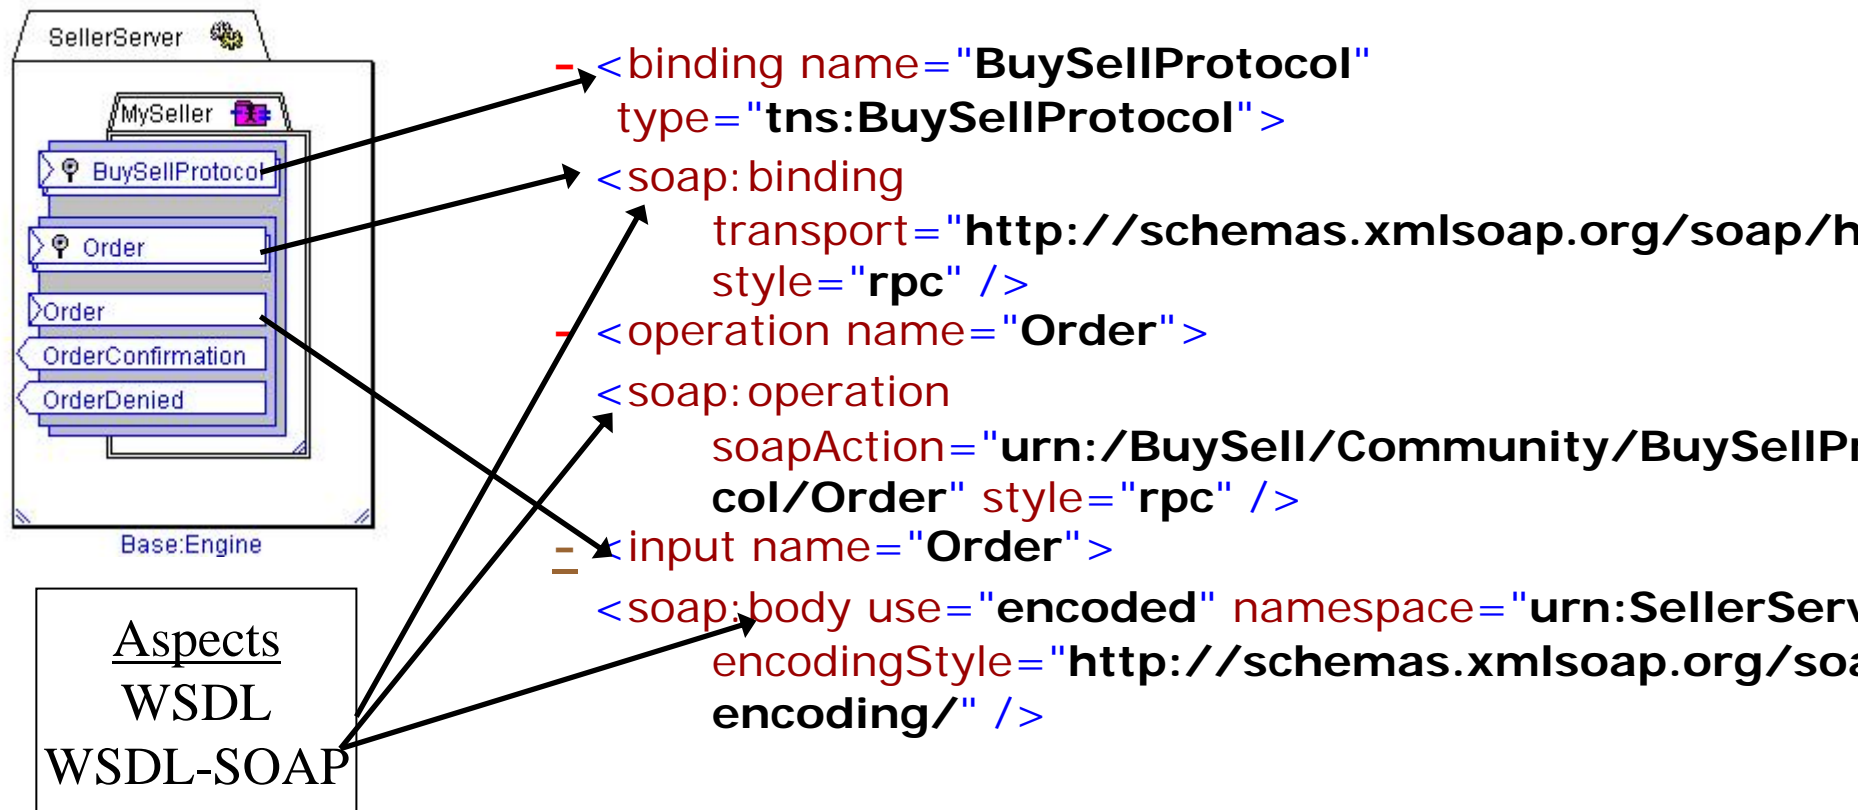 SellerServer
MySeller
BuySellProtocol
Order
Order
OrderConfirmation
OrderDenied
Base:Engine
Aspects
WSDL
WSDL-SOAP
- <binding name="BuySellProtocol"
type="tns:BuySellProtocol">
<soap:binding
transport="http://schemas.xmlsoap.org/soap/h
style="rpc" />
- <operation name="Order">
<soap:operation
soapAction="urn:/BuySell/Community/BuySellPr
col/Order" style="rpc" />
- <input name="Order">
<soap:body use="encoded" namespace="urn:SellerServ
encodingStyle="http://schemas.xmlsoap.org/soa
encoding/" />